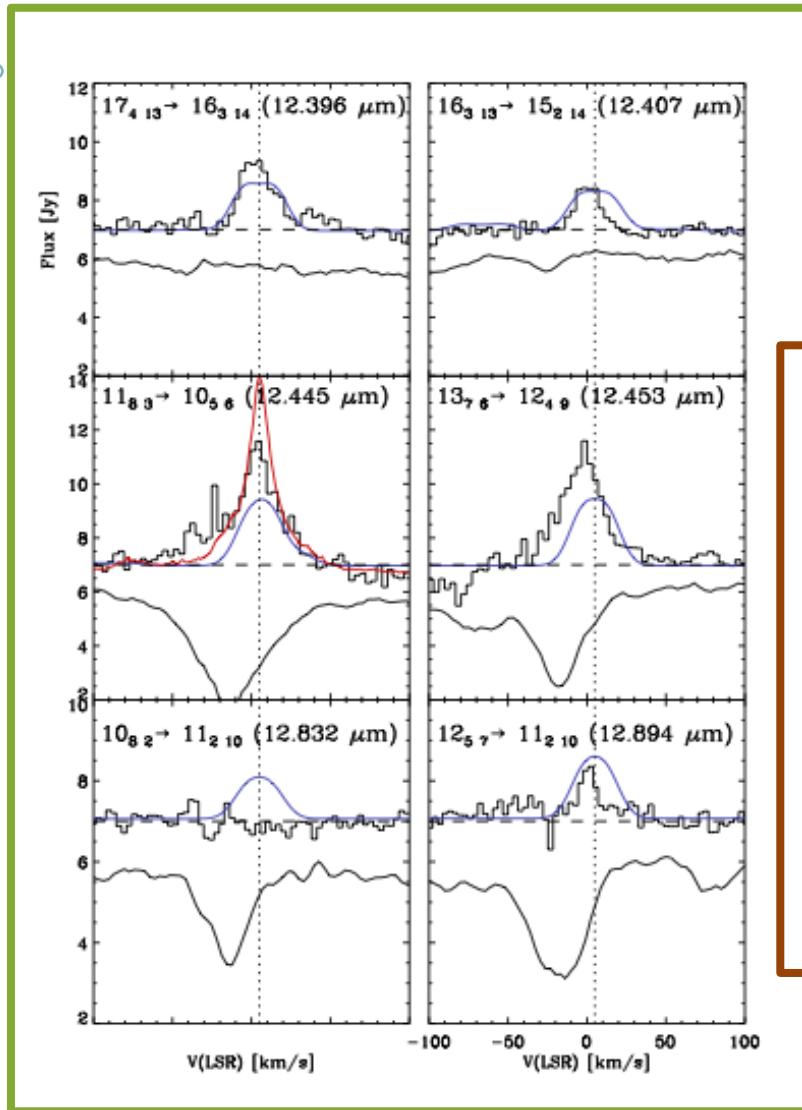 12
17₄ ₁₃→ 16₃ ₁₄ (12.396 μm)
16₃ ₁₃→ 15₂ ₁₄ (12.407 μm)
10
8
Flux [Jy]
6
4
2
14
11₈ ₃→ 10₅ ₆ (12.445 μm)
13₇ ₆→ 12₄ ₉ (12.453 μm)
12
10
8
6
4
2
10
10₈ ₂→ 11₂ ₁₀ (12.832 μm)
12₅ ₇→ 11₂ ₁₀ (12.894 μm)
8
6
4
2
-100 -50 0 50 100
V(LSR) [km/s]
V(LSR) [km/s]